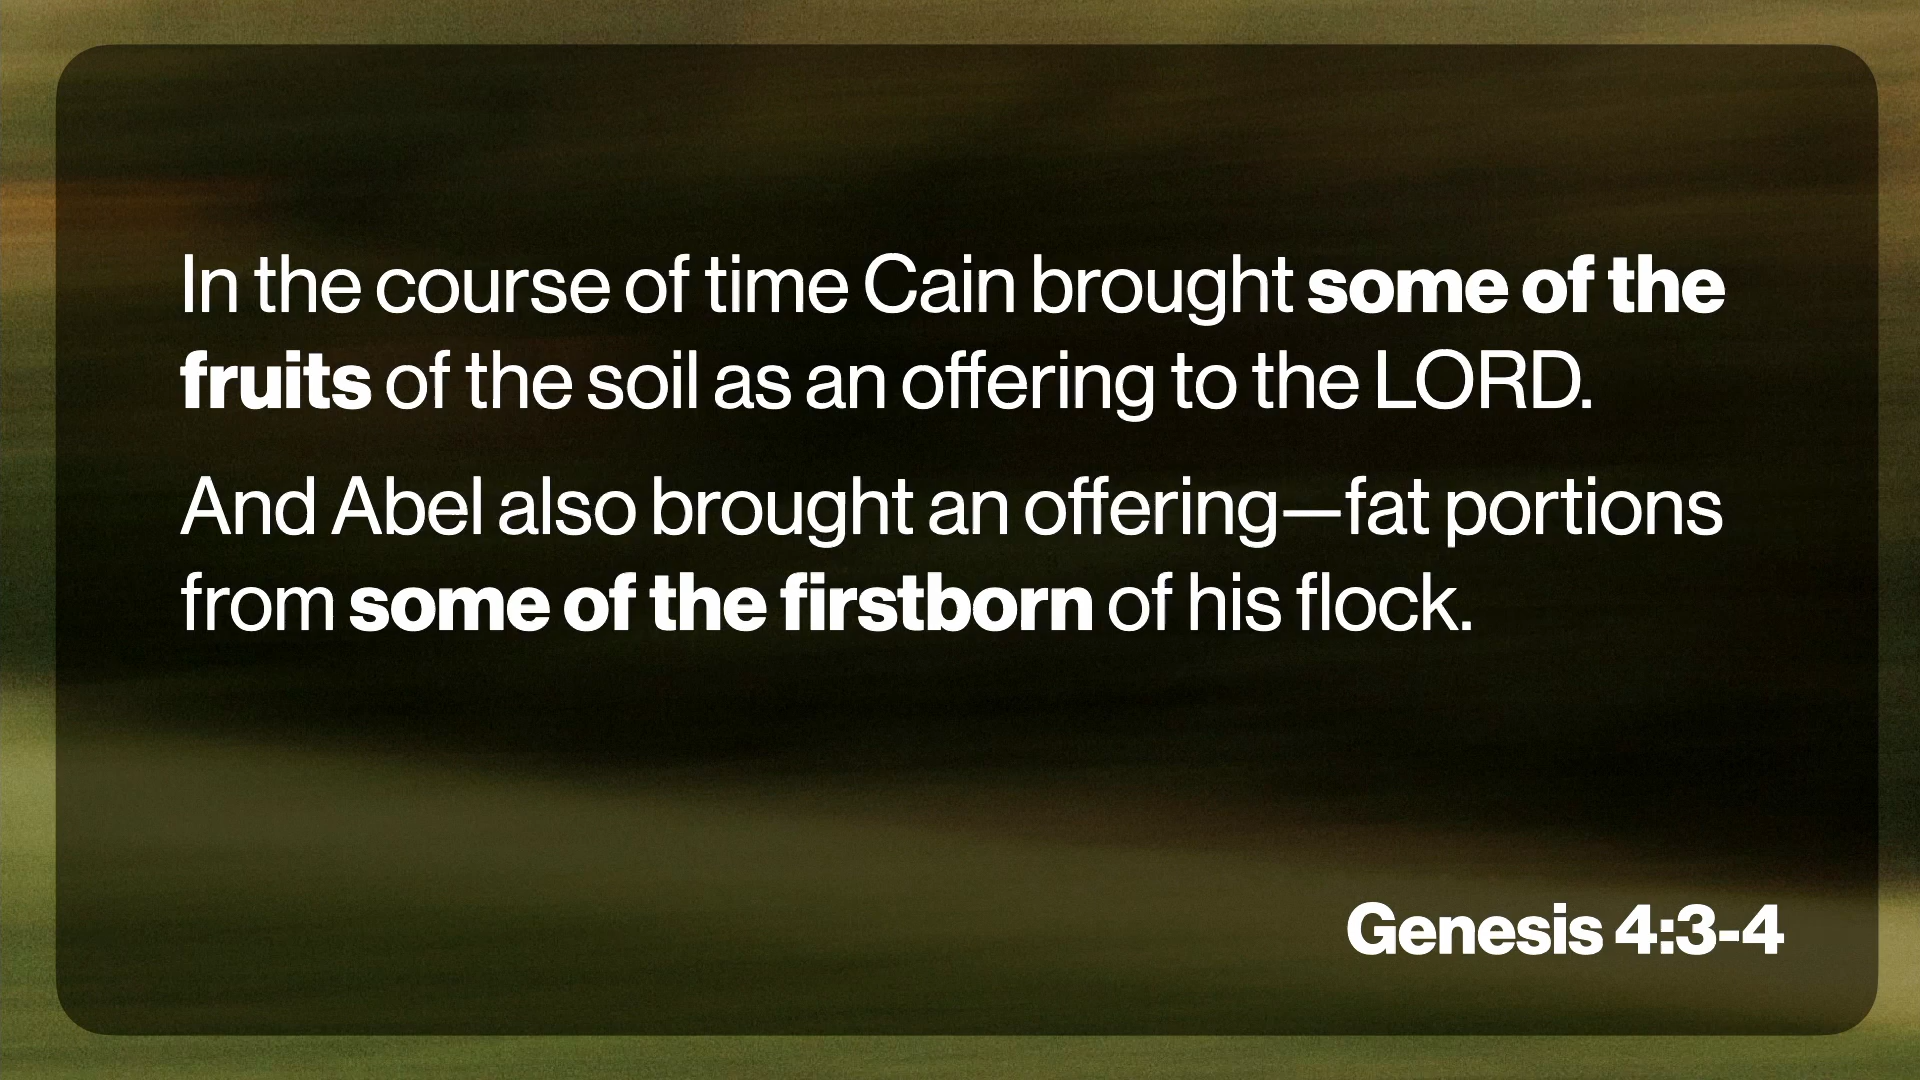 In the course of time Cain brought some of the
fruits of the soil as an offering to the LORD.
And Abel also brought an offering—fat portions
from some of the firstborn of his flock.
Genesis 4:3-4